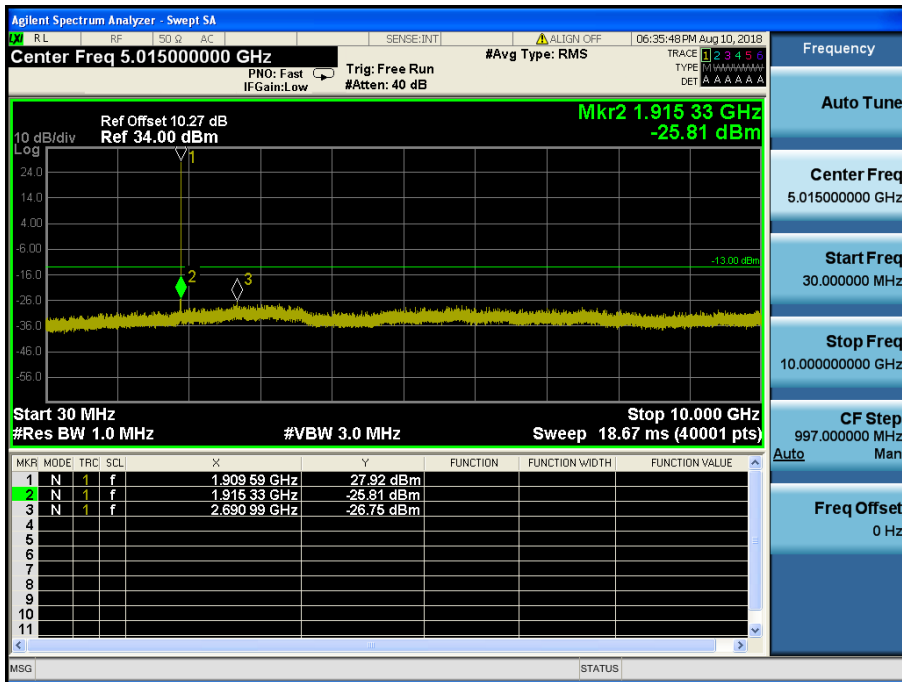 Agilent Spectrum Analyzer - Swept SA
LXI RL RF 50 Ω AC SENSE:INT ALIGN OFF 06:35:48 PM Aug 10, 2018
Center Freq 5.015000000 GHz #Avg Type: RMS TRACE 1 2 3 4 5 6
PNO: Fast Trig: Free Run TYPE M WWWWW
IFGain:Low #Atten: 40 dB DET A A A A A A
Frequency
Auto Tune
Center Freq
5.015000000 GHz
Start Freq
30.000000 MHz
Stop Freq
10.000000000 GHz
CF Step
997.000000 MHz
Auto Man
Freq Offset
0 Hz
Mkr2 1.915 33 GHz
-25.81 dBm
Ref Offset 10.27 dB
10 dB/div Ref 34.00 dBm
Log
1
24.0
14.0
4.00
-6.00
-13.00 dBm
-16.0
2
3
-26.0
-36.0
-46.0
-56.0
Start 30 MHz Stop 10.000 GHz
#Res BW 1.0 MHz #VBW 3.0 MHz Sweep 18.67 ms (40001 pts)
MKR MODE TRC SCL X Y FUNCTION FUNCTION WIDTH FUNCTION VALUE
1 N 1 f 1.909 59 GHz 27.92 dBm
2 N 1 f 1.915 33 GHz -25.81 dBm
3 N 1 f 2.690 99 GHz -26.75 dBm
4
5
6
7
8
9
10
11
MSG STATUS